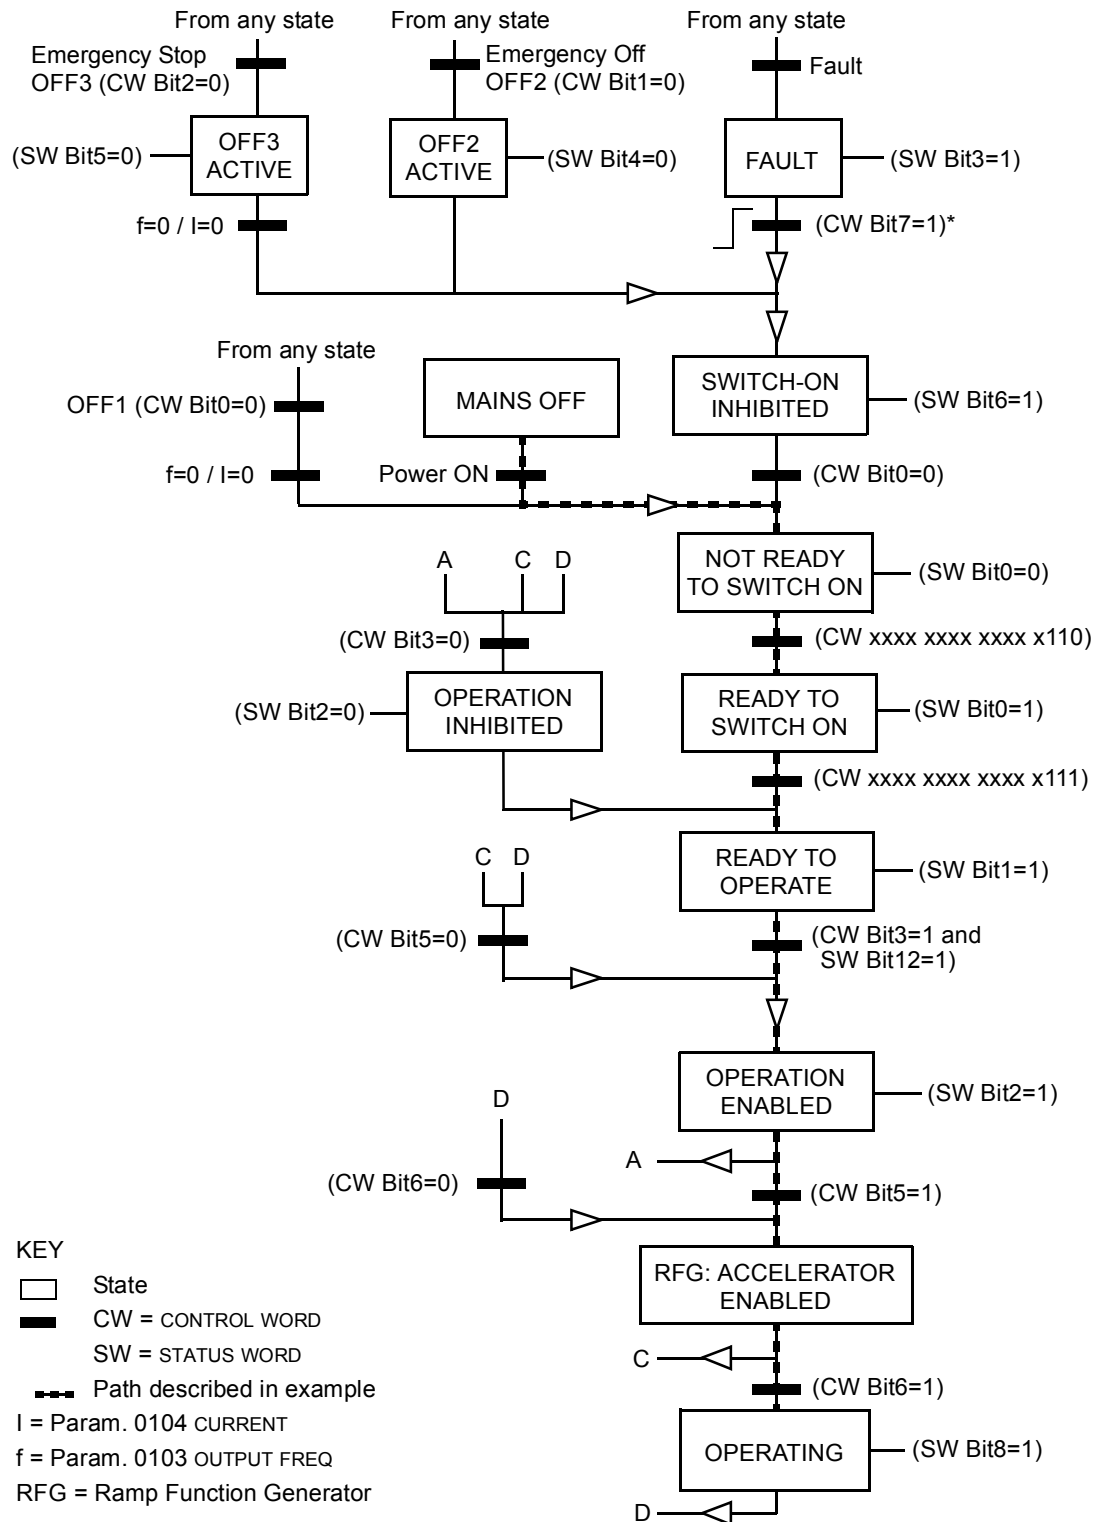 From any state
From any state
From any state
Emergency Stop
OFF3 (CW Bit2=0)
Emergency Off
OFF2 (CW Bit1=0)
Fault
(SW Bit5=0)
OFF3
ACTIVE
OFF2
ACTIVE
(SW Bit4=0)
FAULT
(SW Bit3=1)
f=0 / I=0
(CW Bit7=1)*
From any state
OFF1 (CW Bit0=0)
MAINS OFF
SWITCH-ON
INHIBITED
(SW Bit6=1)
f=0 / I=0
Power ON
(CW Bit0=0)
NOT READY
TO SWITCH ON
(SW Bit0=0)
A
C
D
(CW Bit3=0)
(CW xxxx xxxx xxxx x110)
(SW Bit2=0)
OPERATION
INHIBITED
READY TO
SWITCH ON
(SW Bit0=1)
(CW xxxx xxxx xxxx x111)
C
D
READY TO
OPERATE
(SW Bit1=1)
(CW Bit5=0)
(CW Bit3=1 and
SW Bit12=1)
OPERATION
ENABLED
(SW Bit2=1)
D
A
(CW Bit6=0)
(CW Bit5=1)
RFG: ACCELERATOR
ENABLED
C
(CW Bit6=1)
OPERATING
(SW Bit8=1)
D
KEY
State
CW = CONTROL WORD
SW = STATUS WORD
Path described in example
I = Param. 0104 CURRENT
f = Param. 0103 OUTPUT FREQ
RFG = Ramp Function Generator